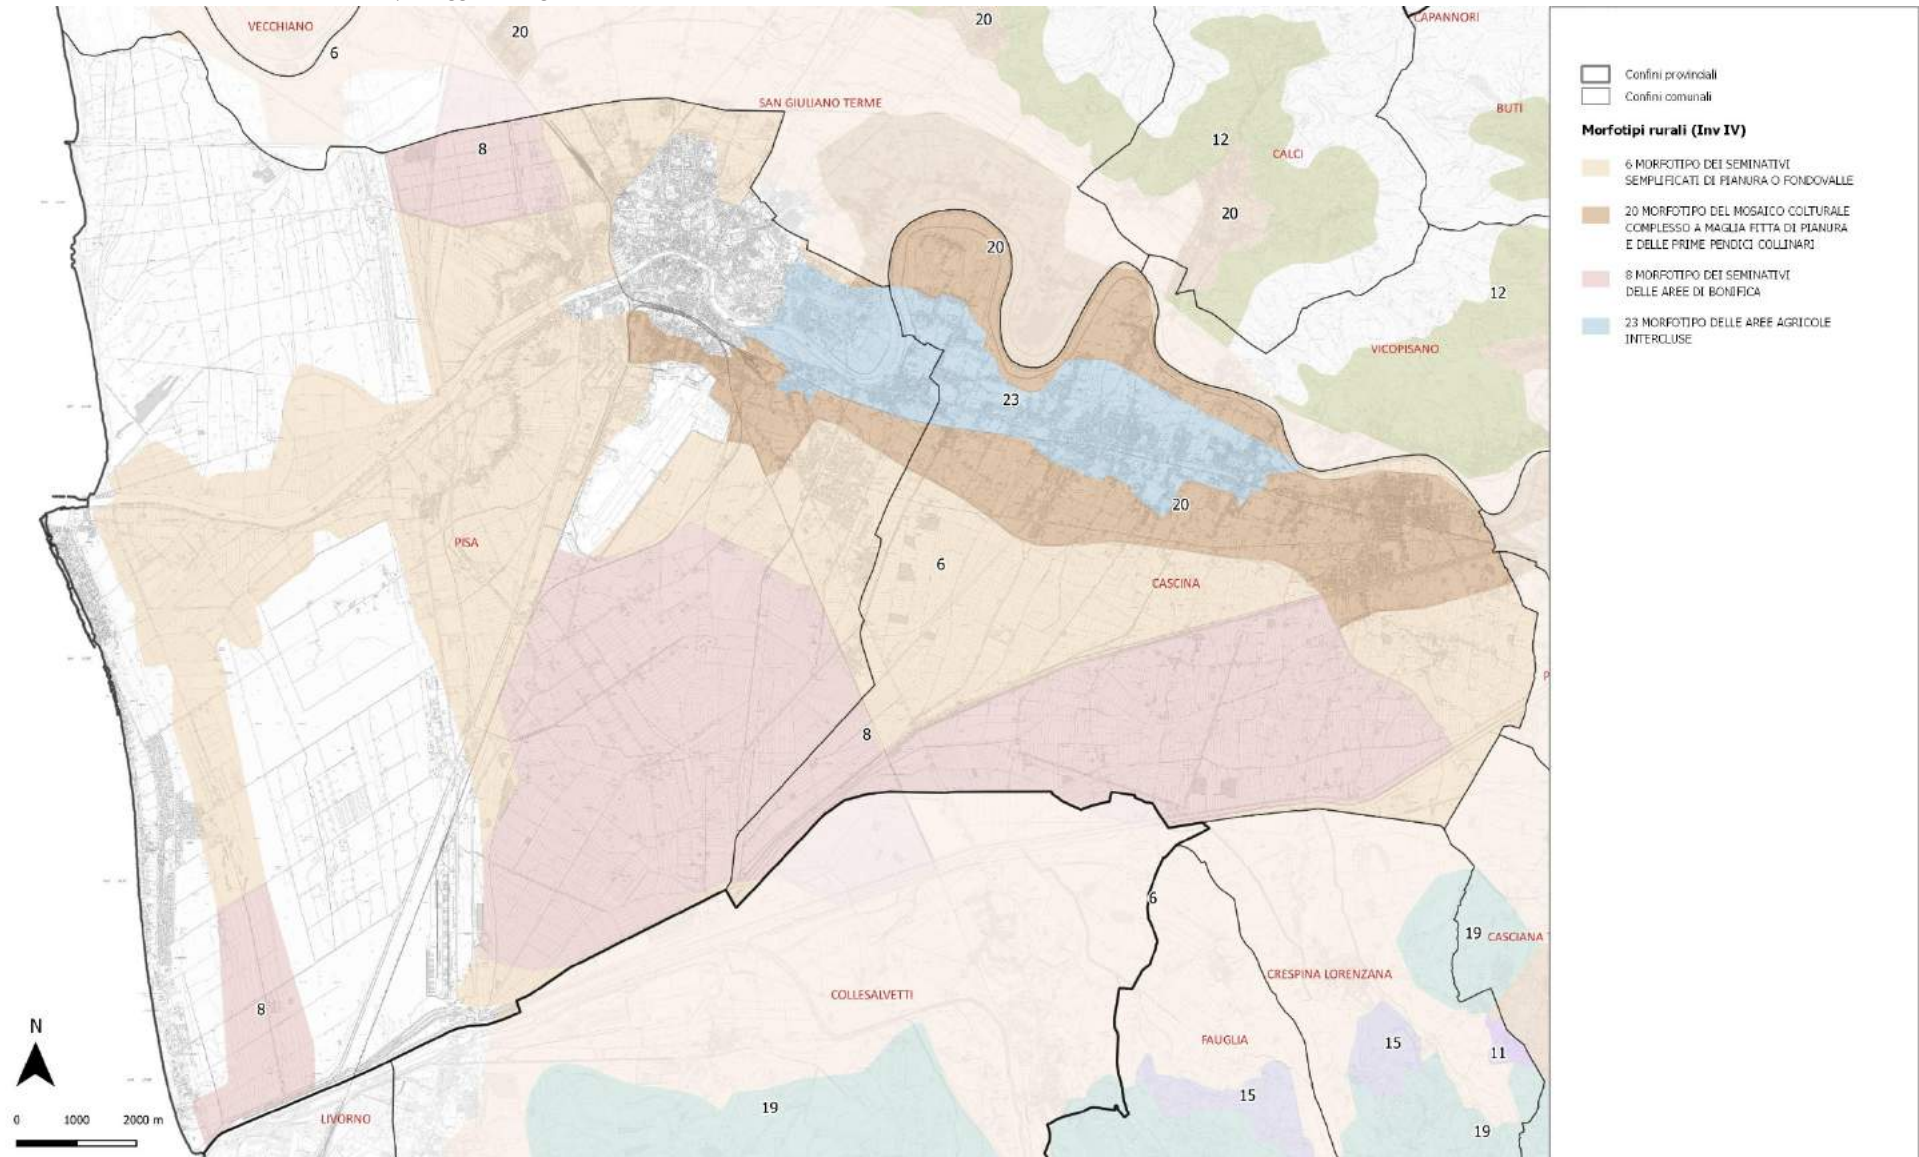 VECCHIANO
20
20
CAPANNORI
6
SAN GIULIANO TERME
BUTI
8
12
CALCI
20
20
12
VICOPISANO
23
20
PISA
6
CASCINA
P
8
6
19
CASCIANA T
8
COLLESALVETTI
CRESPINA LORENZANA
FAUGLIA
15
11
15
19
LIVORNO
19
N
0 1000 2000 m
Confini provinciali
Confini comunali
Morfotipi rurali (Inv IV)
6 MORFOTIPO DEI SEMINATIVI
SEMPLIFICATI DI PIANURA O FONDOVALLE
20 MORFOTIPO DEL MOSAICO COLTURALE
COMPLESSO A MAGLIA FITTA DI PIANURA
E DELLE PRIME PENDICI COLLINARI
8 MORFOTIPO DEI SEMINATIVI
DELLE AREE DI BONIFICA
23 MORFOTIPO DELLE AREE AGRICOLE
INTERCLUSE